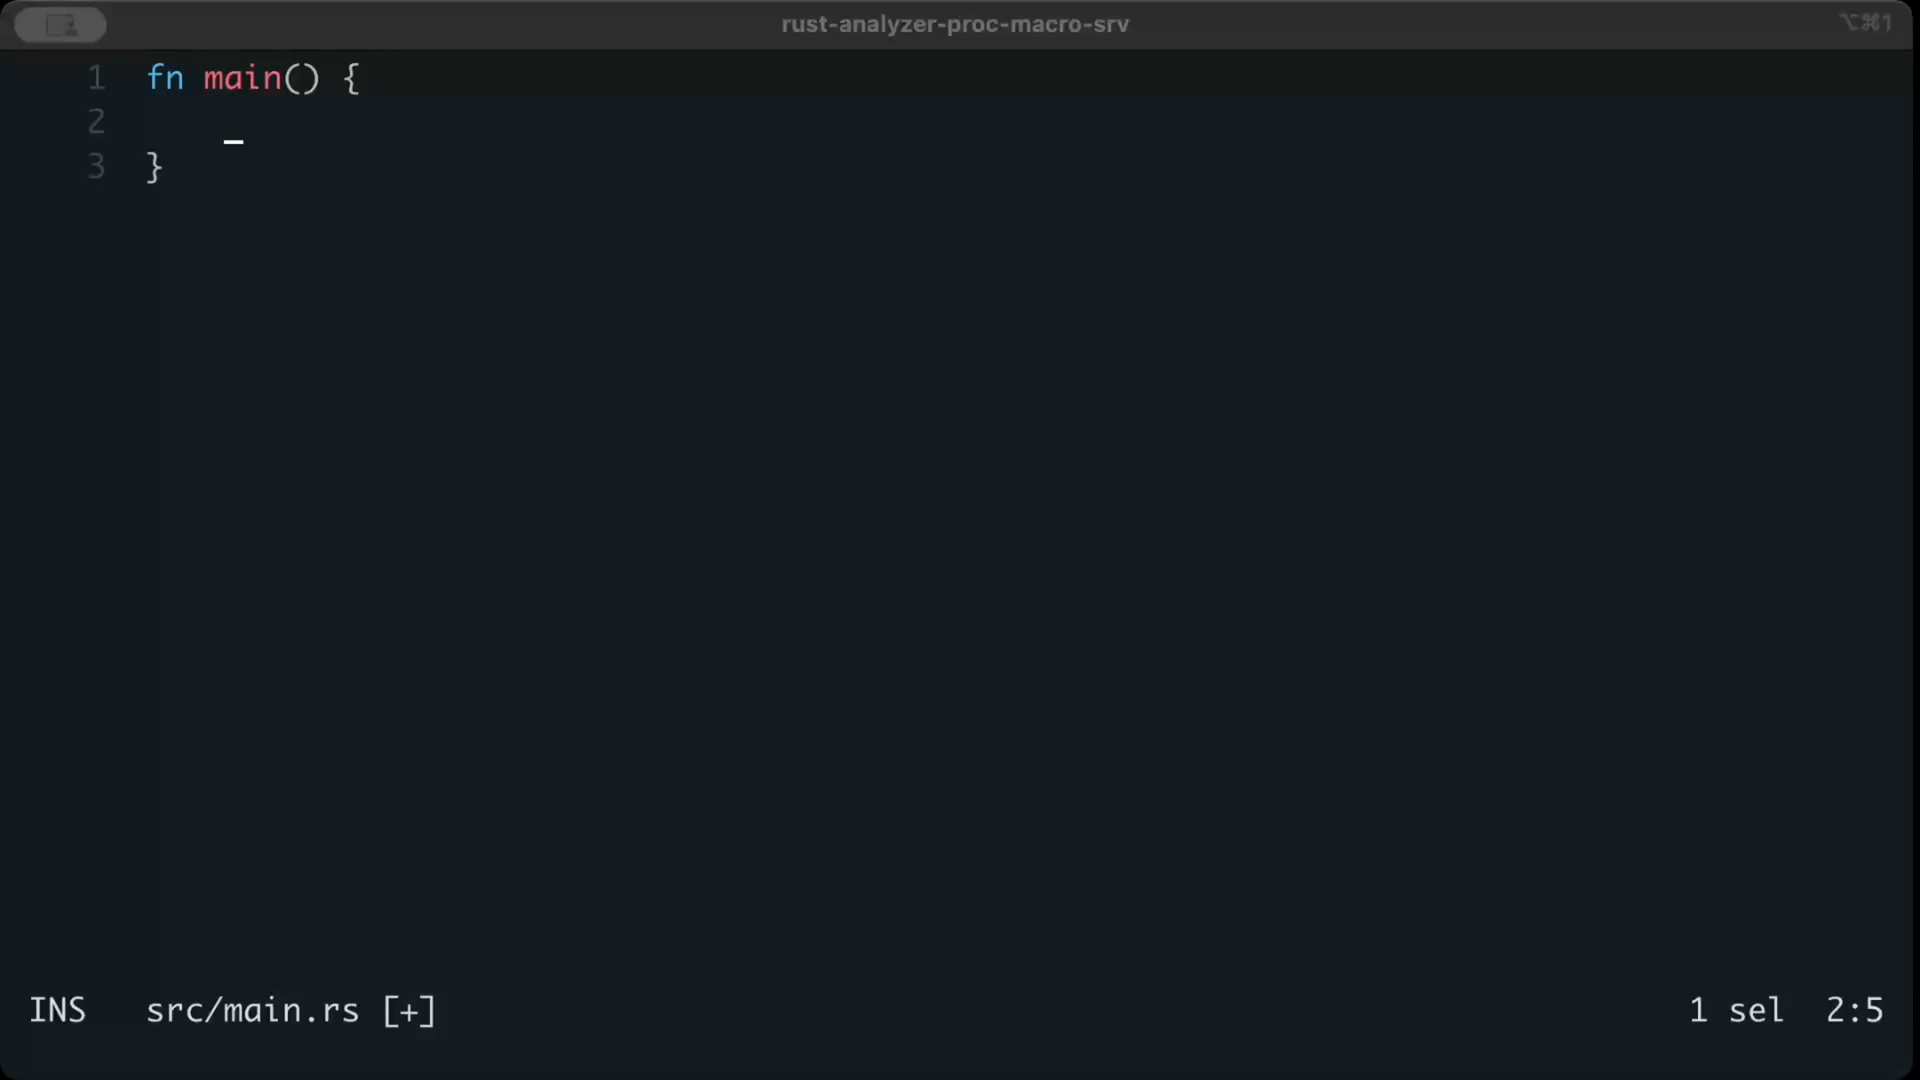 rust-analyzer-proc-macro-srv
⌥⌘1
1 fn main() {
2
3 }
INS src/main.rs [+] 1 sel 2:5